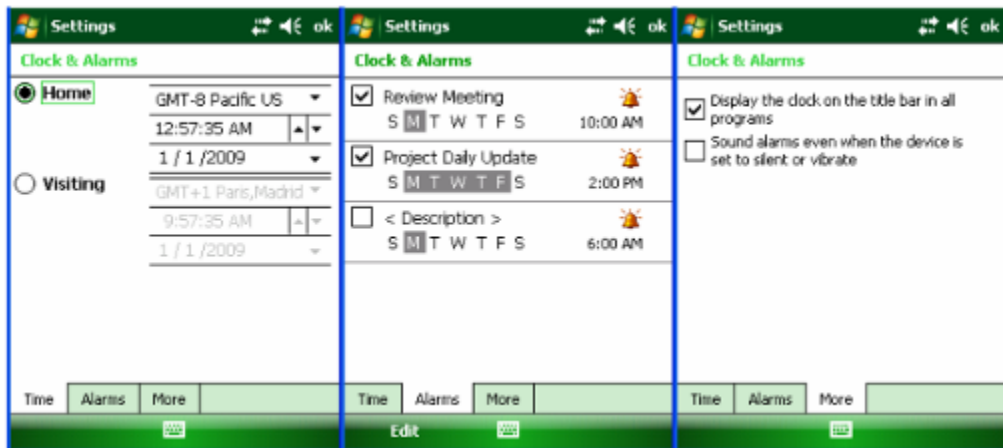 Settings ok
Clock & Alarms
Home
GMT-8 Pacific US
12:57:35 AM
1 / 1 /2009
Visiting
GMT+1 Paris,Madrid
9:57:35 AM
1 / 1 /2009
Time Alarms More
Settings ok
Clock & Alarms
Review Meeting
S M T W T F S 10:00 AM
Project Daily Update
S M T W T F S 2:00 PM
< Description >
S M T W T F S 6:00 AM
Time Alarms More
Edit
Settings ok
Clock & Alarms
Display the clock on the title bar in all
programs
Sound alarms even when the device is
set to silent or vibrate
Time Alarms More